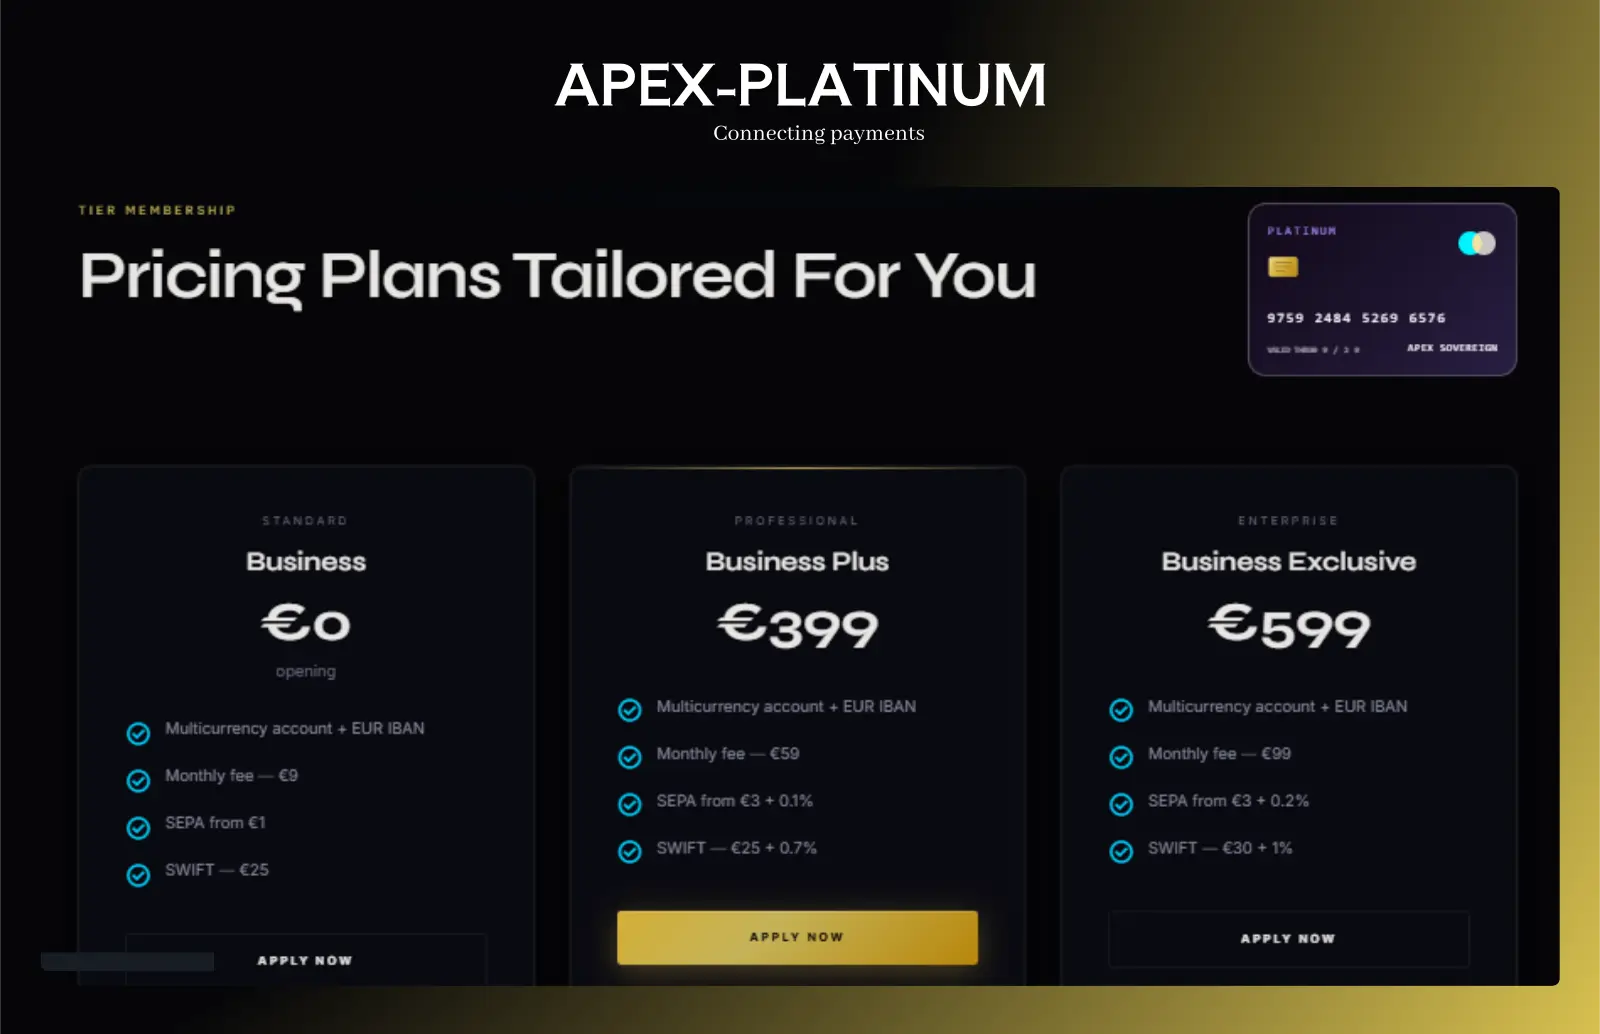 APEX-PLATINUM
Connecting payments
TIER MEMBERSHIP
Pricing Plans Tailored For You
PLATINUM
9759 2484 5269 6576
VALID THRU
APEX SOVEREIGN
STANDARD
Business
€0
opening
Multicurrency account + EUR IBAN
Monthly fee — €9
SEPA from €1
SWIFT — €25
APPLY NOW
PROFESSIONAL
Business Plus
€399
Multicurrency account + EUR IBAN
Monthly fee — €59
SEPA from €3 + 0.1%
SWIFT — €25 + 0.7%
APPLY NOW
ENTERPRISE
Business Exclusive
€599
Multicurrency account + EUR IBAN
Monthly fee — €99
SEPA from €3 + 0.2%
SWIFT — €30 + 1%
APPLY NOW